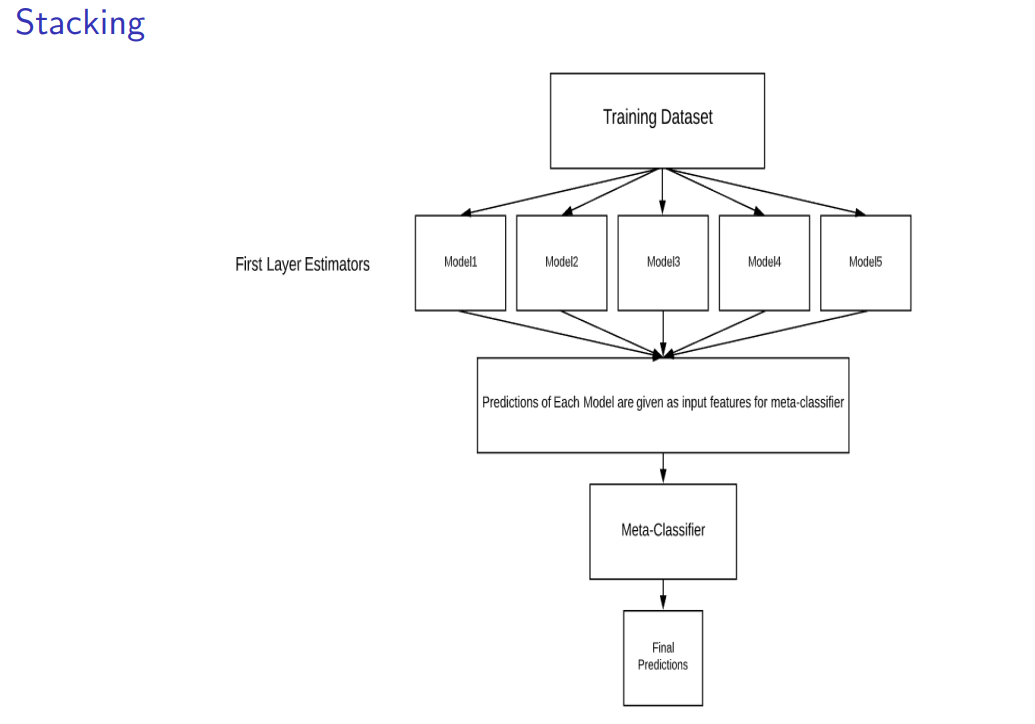 Stacking
Training Dataset
First Layer Estimators
Model1
Model2
Model3
Model4
Model5
Predictions of Each Model are given as input features for meta-classifier
Meta-Classifier
Final
Predictions